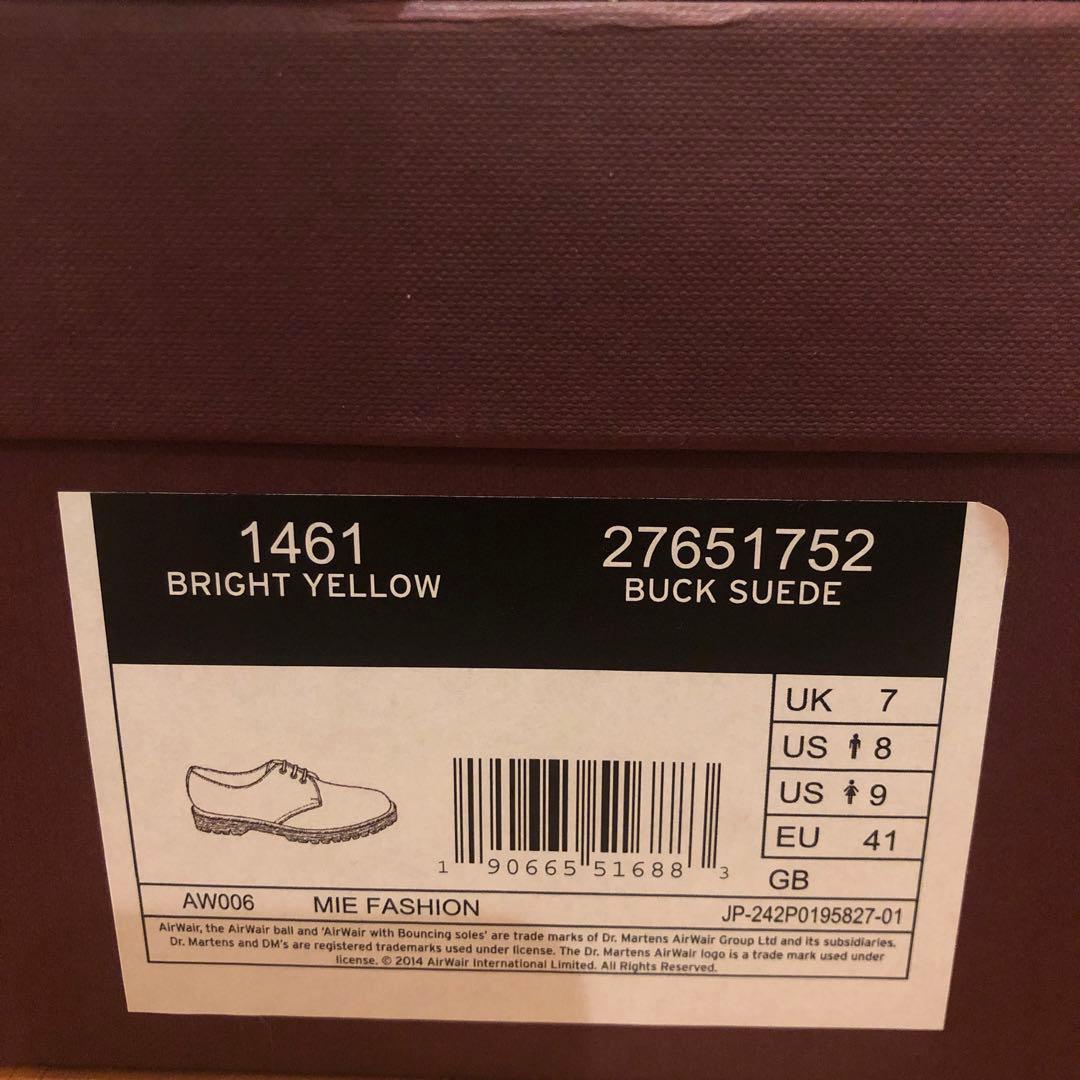 1461
BRIGHT YELLOW
27651752
BUCK SUEDE
UK 7
US 8
US 9
EU 41
GB
1 90665 51688 3
AW006 MIE FASHION JP-242P0195827-01
AirWair, the AirWair ball and 'AirWair with Bouncing soles' are trade marks of Dr. Martens AirWair Group Ltd and its subsidiaries.
Dr. Martens and DM's are registered trademarks used under license. The Dr. Martens AirWair logo is a trade mark used under
license. © 2014 AirWair International Limited. All Rights Reserved.